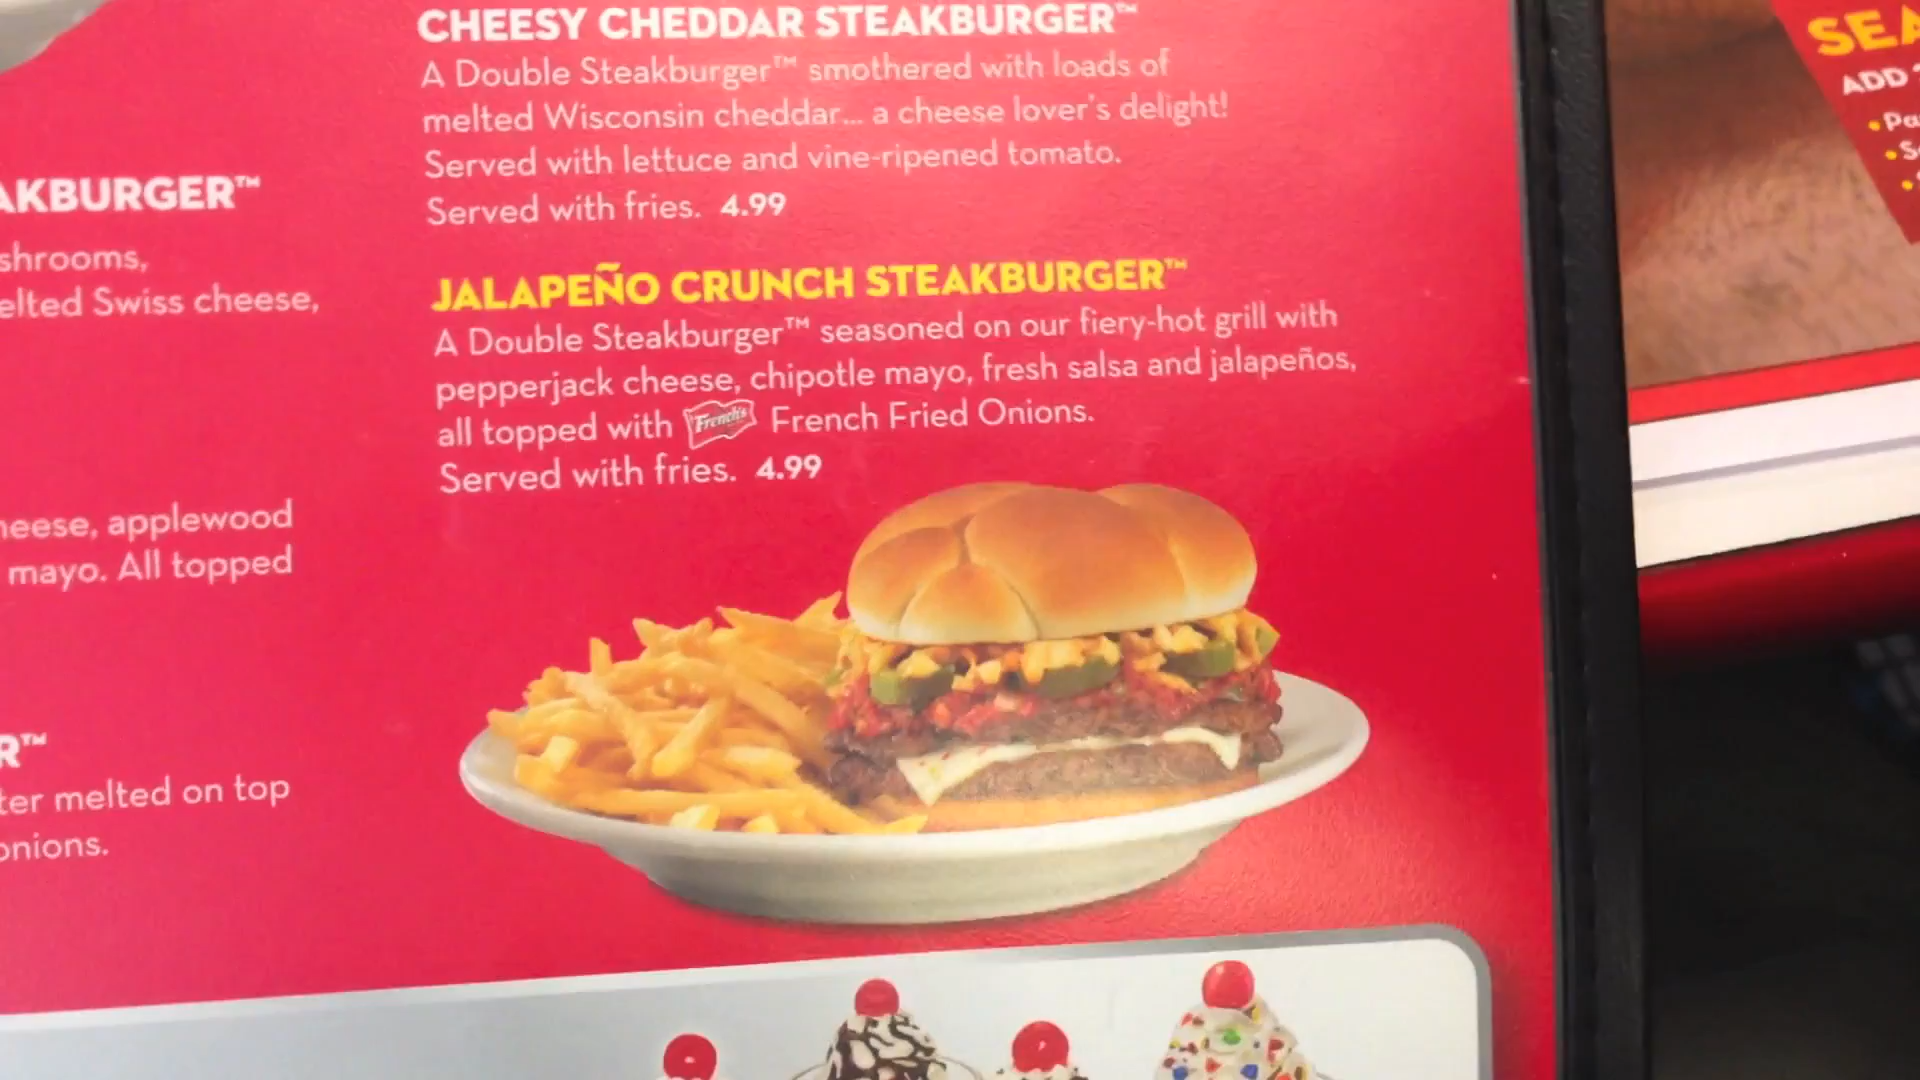 CHEESY CHEDDAR STEAKBURGER™
A Double Steakburger™ smothered with loads of
melted Wisconsin cheddar... a cheese lover's delight!
Served with lettuce and vine-ripened tomato.
Served with fries. 4.99
JALAPEÑO CRUNCH STEAKBURGER™
A Double Steakburger™ seasoned on our fiery-hot grill with
pepperjack cheese, chipotle mayo, fresh salsa and jalapeños,
all topped with French's French Fried Onions.
Served with fries. 4.99
AKBURGER™
shrooms,
elted Swiss cheese,
heese, applewood
mayo. All topped
R™
ter melted on top
onions.
SEA
ADD
• Pa